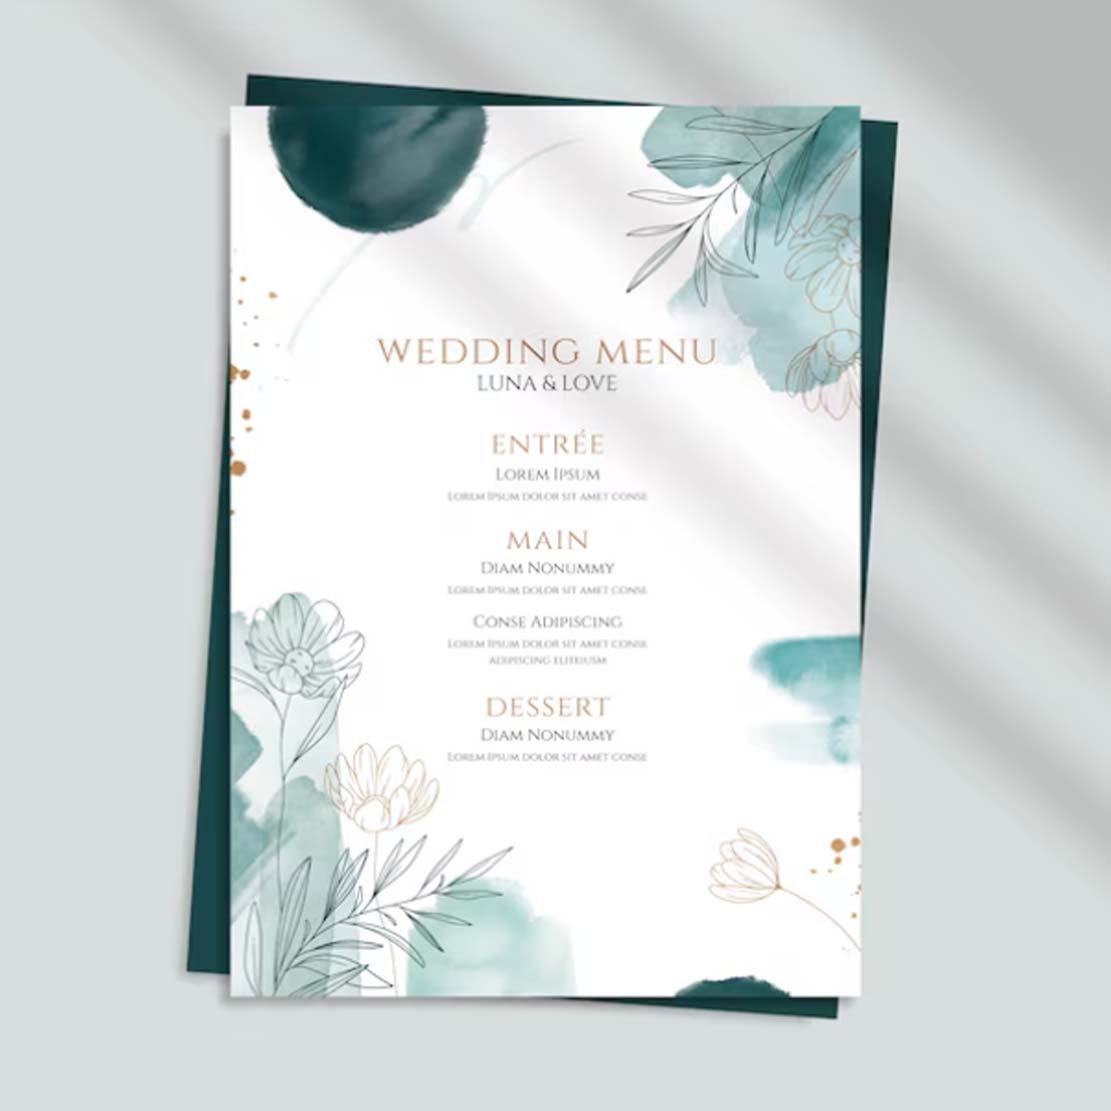 WEDDING MENU
LUNA & LOVE
ENTRÉE
LOREM IPSUM
LOREM IPSUM DOLOR SIT AMET CONSE
MAIN
DIAM NONUMMY
LOREM IPSUM DOLOR SIT AMET CONSE
CONSE ADIPISCING
LOREM IPSUM DOLOR SIT AMET CONSE
ADIPISCING ELITEIUSM
DESSERT
DIAM NONUMMY
LOREM IPSUM DOLOR SIT AMET CONSE